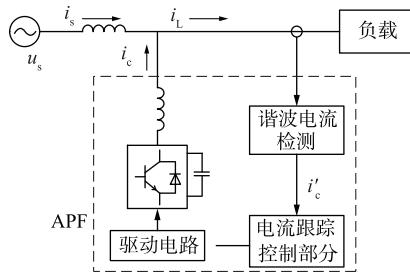 i_s
i_L
负载
u_s
i_c
谐波电流
检测
i'_c
APF
驱动电路
电流跟踪
控制部分